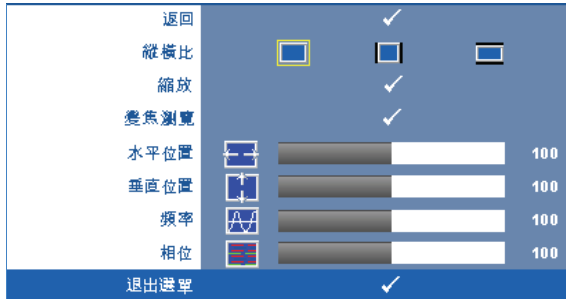 返回
縱橫比
縮放
變焦瀏覽
水平位置 100
垂直位置 100
頻率 100
相位 100
退出選單